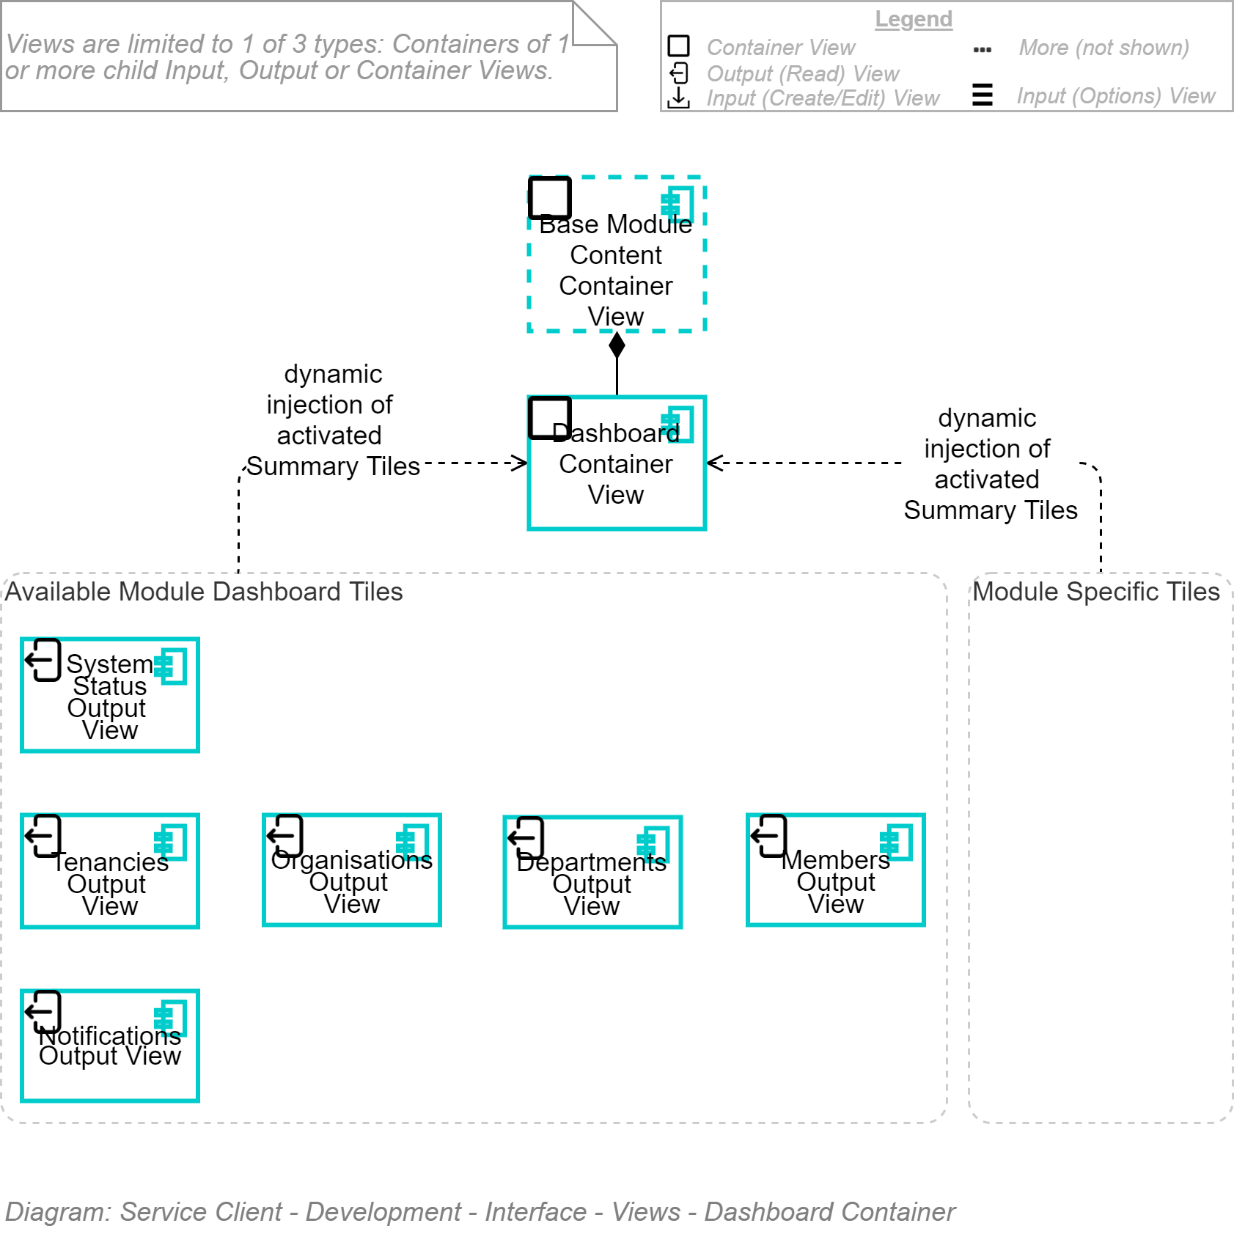 Views are limited to 1 of 3 types: Containers of 1
or more child Input, Output or Container Views.
Legend
Container View
Output (Read) View
Input (Create/Edit) View
More (not shown)
Input (Options) View
Base Module
Content
Container
View
dynamic
injection of
activated
Summary Tiles
Dashboard
Container
View
dynamic
injection of
activated
Summary Tiles
Available Module Dashboard Tiles
Module Specific Tiles
System
Status
Output
View
Tenancies
Output
View
Organisations
Output
View
Departments
Output
View
Members
Output
View
Notifications
Output View
Diagram: Service Client - Development - Interface - Views - Dashboard Container